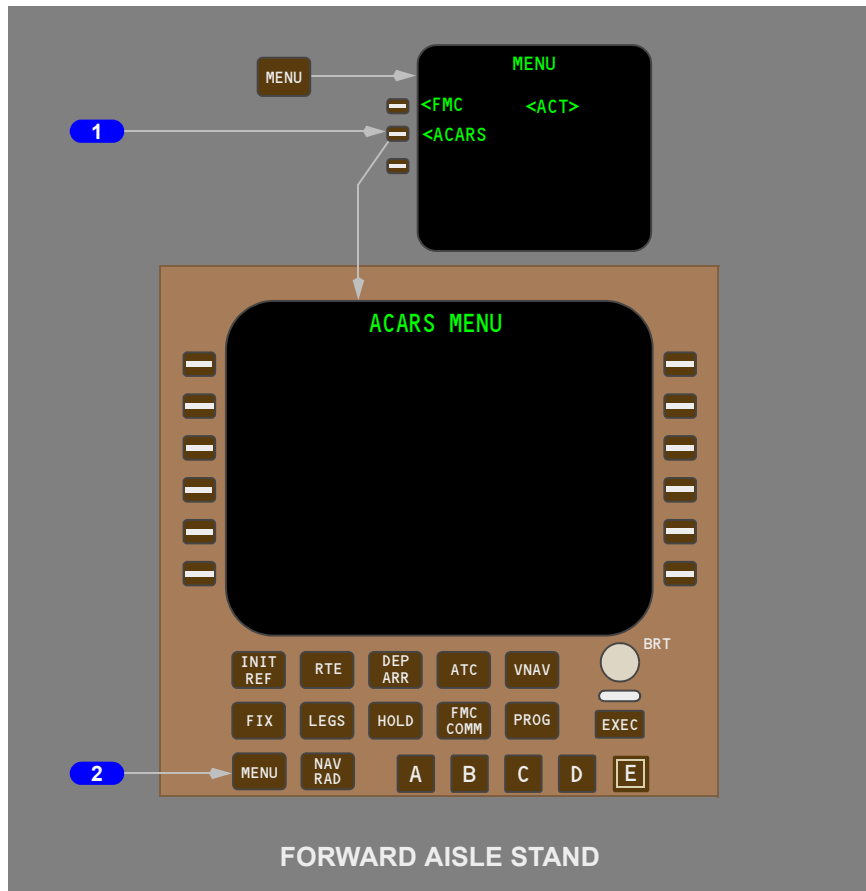 MENU
MENU
<FMC <ACT>
1
<ACARS
ACARS MENU
BRT
INIT
REF
RTE
DEP
ARR
ATC
VNAV
FIX
LEGS
HOLD
FMC
COMM
PROG
EXEC
2
MENU
NAV
RAD
A B C D E
FORWARD AISLE STAND